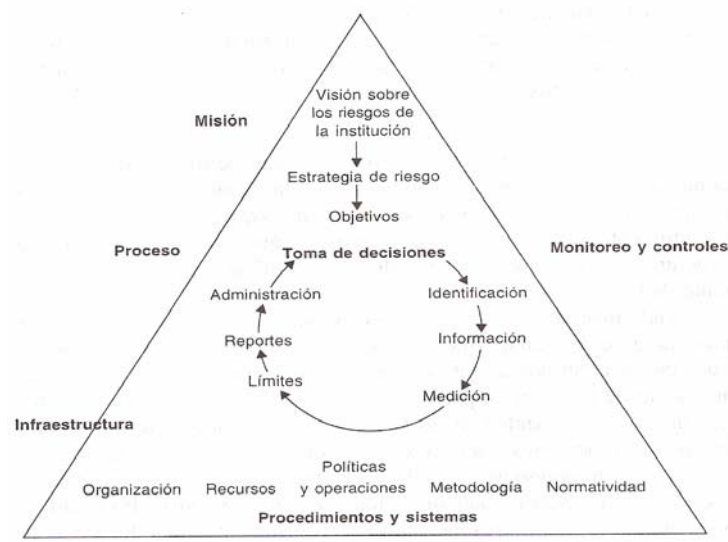 Visión sobre
los riesgos de
la institución
Misión
Estrategia de riesgo
Objetivos
Proceso
Toma de decisiones
Monitoreo y controles
Administración
Identificación
Reportes
Información
Límites
Medición
Infraestructura
Políticas
Organización Recursos y operaciones Metodología Normatividad
Procedimientos y sistemas